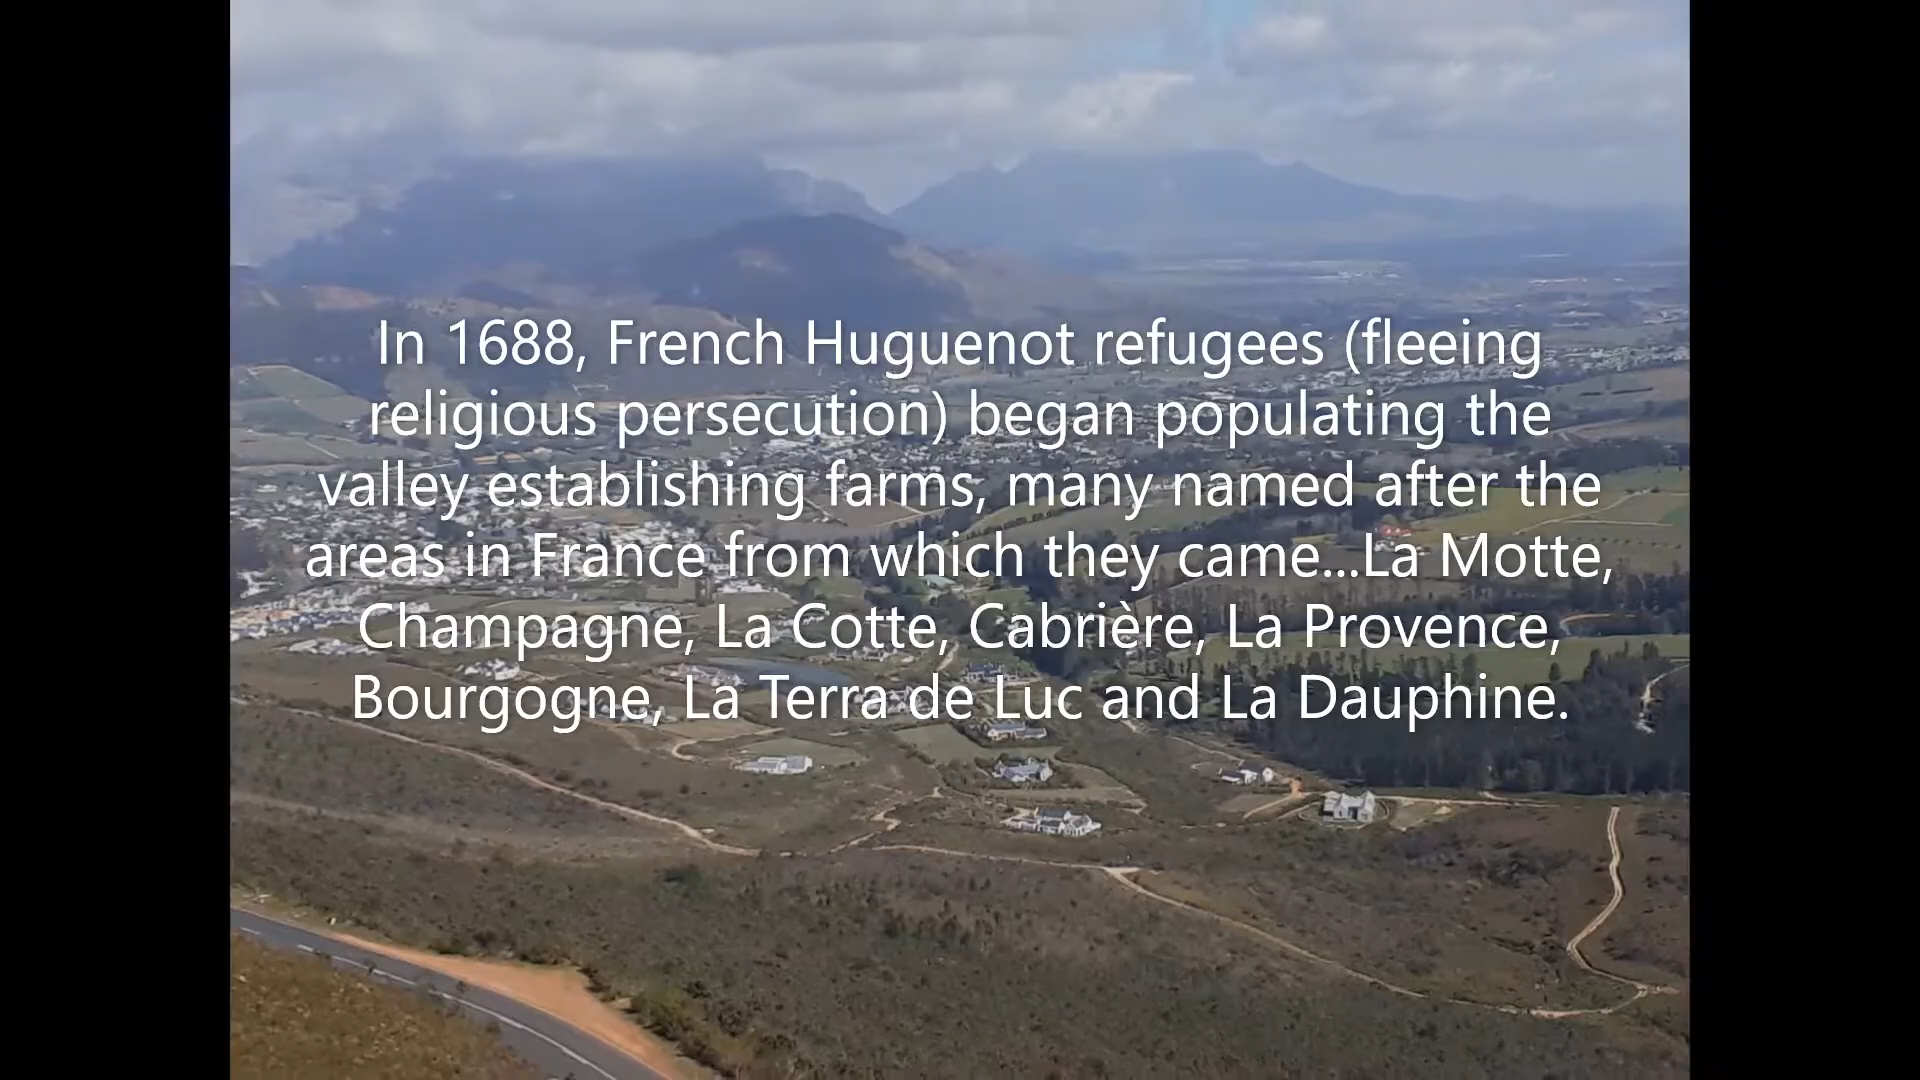 In 1688, French Huguenot refugees (fleeing
religious persecution) began populating the
valley establishing farms, many named after the
areas in France from which they came...La Motte,
Champagne, La Cotte, Cabrière, La Provence,
Bourgogne, La Terra de Luc and La Dauphine.